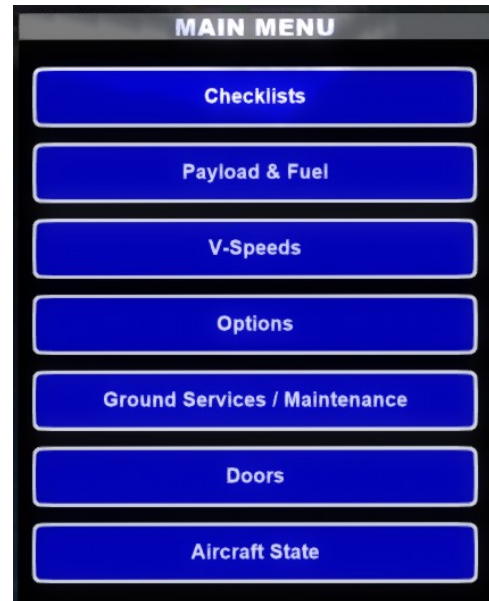 MAIN MENU
Checklists
Payload & Fuel
V-Speeds
Options
Ground Services / Maintenance
Doors
Aircraft State